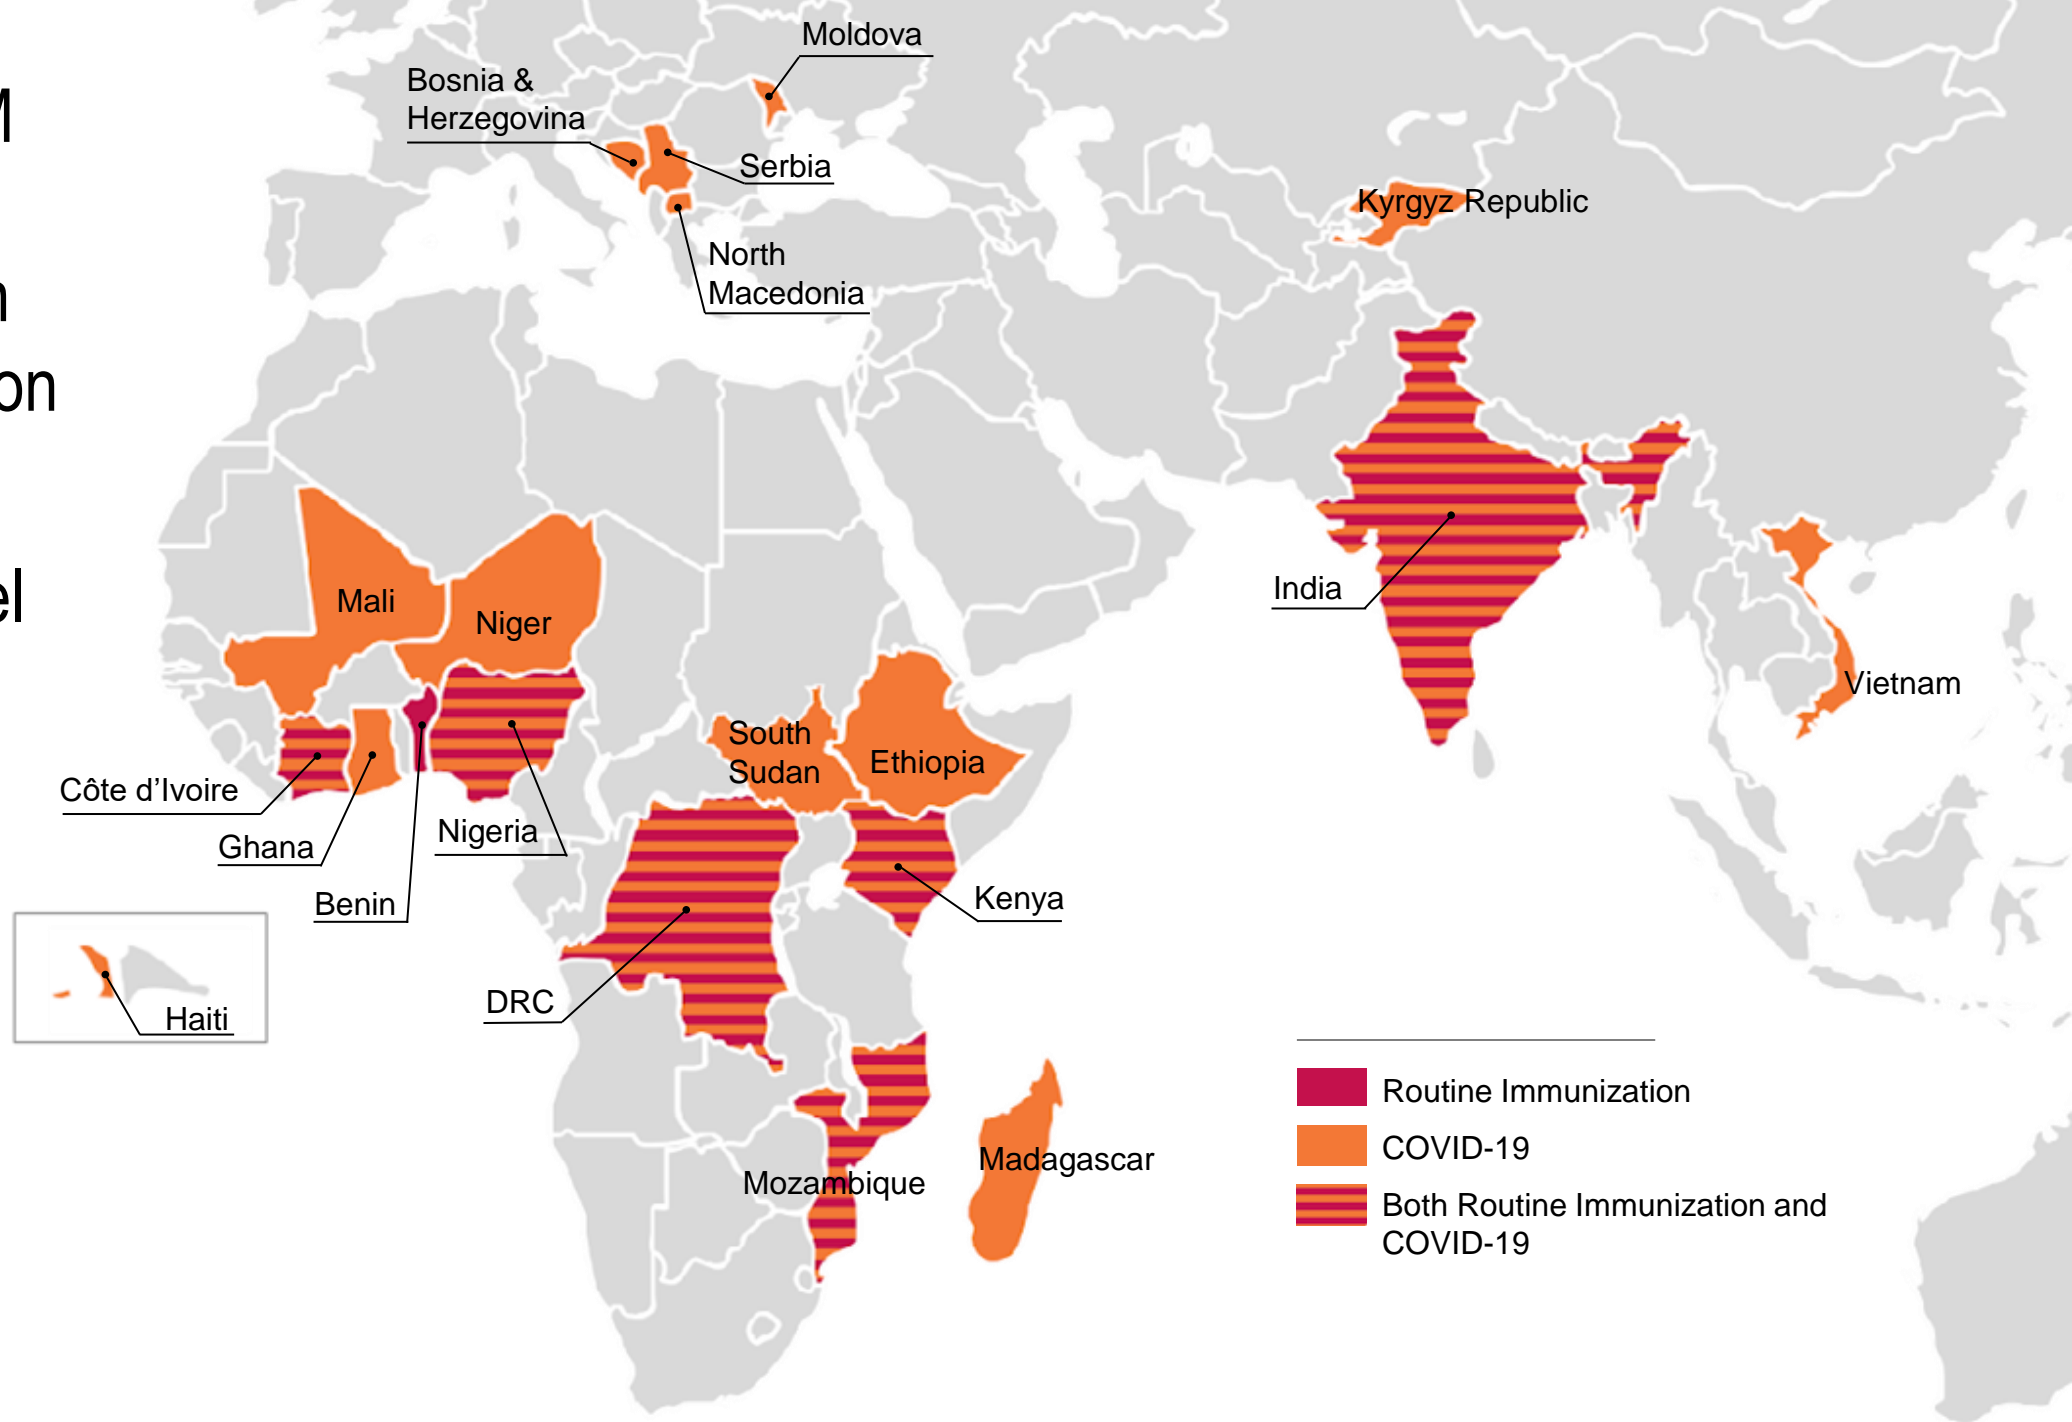 Moldova
Bosnia &
Herzegovina
Serbia
Kyrgyz Republic
North
Macedonia
India
Mali
Niger
Vietnam
South
Sudan
Ethiopia
Côte d’Ivoire
Ghana
Nigeria
Benin
Kenya
DRC
Haiti
Mozambique
Madagascar
Routine Immunization
COVID-19
Both Routine Immunization and
COVID-19